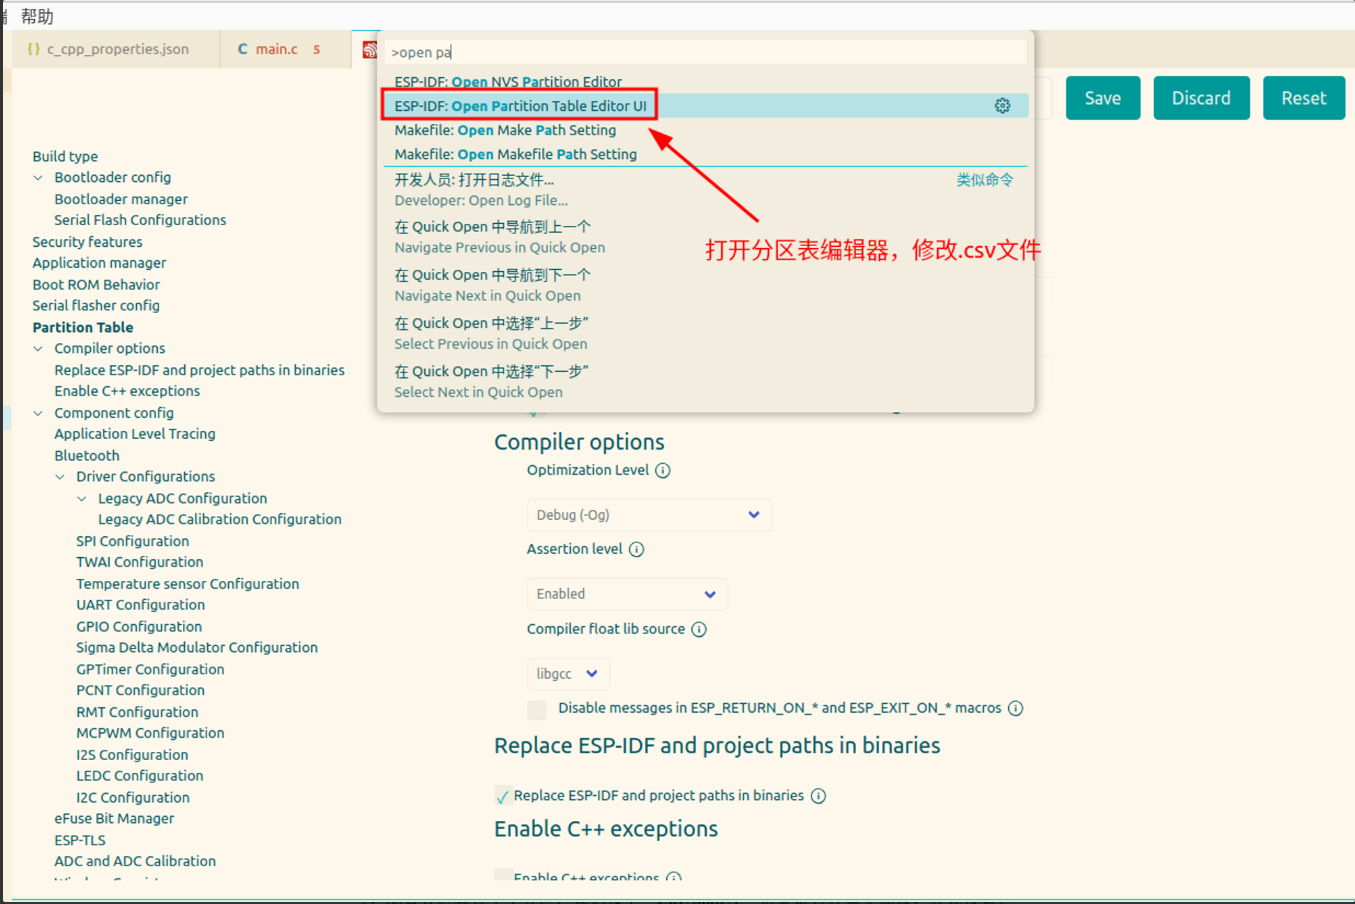 帮助
c_cpp_properties.json
C main.c 5
>open pa
ESP-IDF: Open NVS Partition Editor
ESP-IDF: Open Partition Table Editor UI
Makefile: Open Make Path Setting
Makefile: Open Makefile Path Setting
开发人员: 打开日志文件...
类似命令
Developer: Open Log File...
在 Quick Open 中导航到上一个
Navigate Previous in Quick Open
在 Quick Open 中导航到下一个
Navigate Next in Quick Open
在 Quick Open 中选择“上一步”
Select Previous in Quick Open
在 Quick Open 中选择“下一步”
Select Next in Quick Open
打开分区表编辑器，修改.csv文件
Save
Discard
Reset
Build type
Bootloader config
Bootloader manager
Serial Flash Configurations
Security features
Application manager
Boot ROM Behavior
Serial flasher config
Partition Table
Compiler options
Replace ESP-IDF and project paths in binaries
Enable C++ exceptions
Component config
Application Level Tracing
Bluetooth
Driver Configurations
Legacy ADC Configuration
Legacy ADC Calibration Configuration
SPI Configuration
TWAI Configuration
Temperature sensor Configuration
UART Configuration
GPIO Configuration
Sigma Delta Modulator Configuration
GPTimer Configuration
PCNT Configuration
RMT Configuration
MCPWM Configuration
I2S Configuration
LEDC Configuration
I2C Configuration
eFuse Bit Manager
ESP-TLS
ADC and ADC Calibration
Compiler options
Optimization Level
Debug (-Og)
Assertion level
Enabled
Compiler float lib source
libgcc
Disable messages in ESP_RETURN_ON_* and ESP_EXIT_ON_* macros
Replace ESP-IDF and project paths in binaries
Replace ESP-IDF and project paths in binaries
Enable C++ exceptions
Enable C++ exceptions